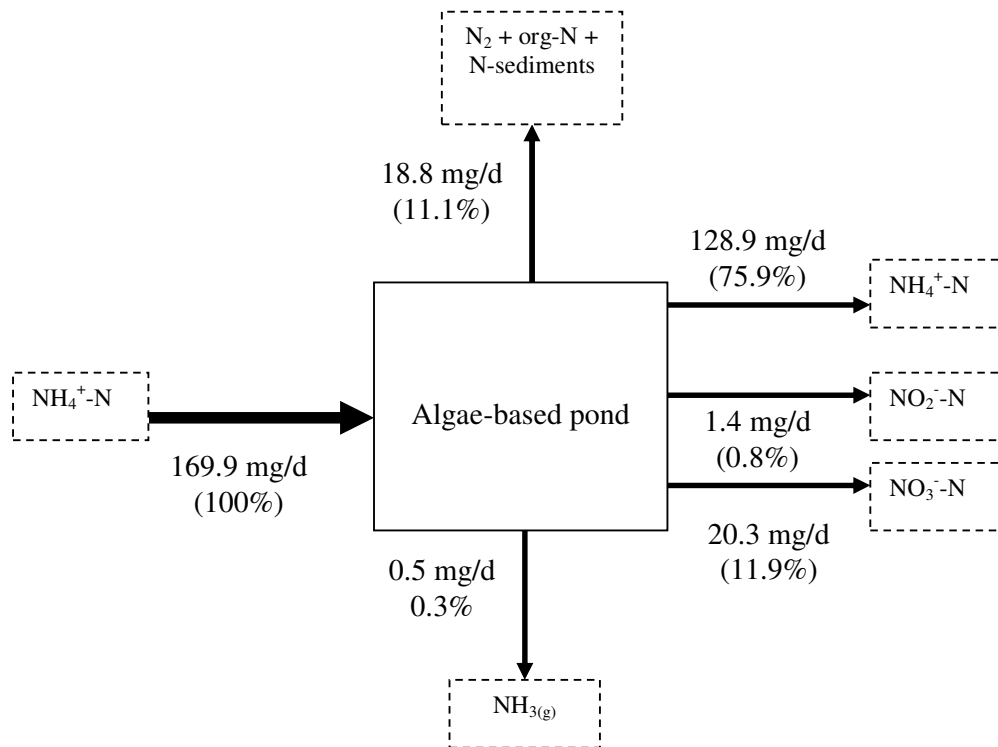 N₂ + org-N +
N-sediments
18.8 mg/d
(11.1%)
128.9 mg/d
(75.9%)
NH₄⁺-N
NH₄⁺-N
Algae-based pond
NO₂⁻-N
1.4 mg/d
(0.8%)
169.9 mg/d
(100%)
NO₃⁻-N
20.3 mg/d
(11.9%)
0.5 mg/d
0.3%
NH₃₍g₎